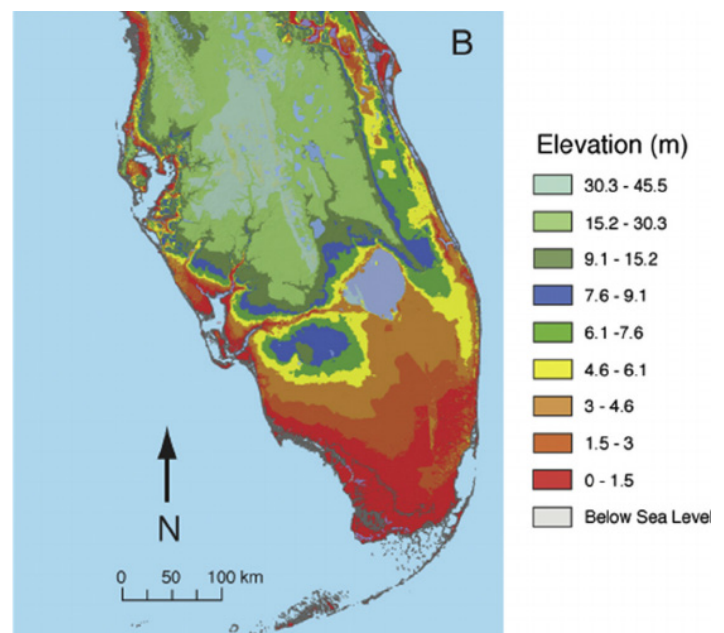 B
Elevation (m)
30.3 - 45.5
15.2 - 30.3
9.1 - 15.2
7.6 - 9.1
6.1 - 7.6
4.6 - 6.1
3 - 4.6
1.5 - 3
0 - 1.5
Below Sea Level
N
0 50 100 km